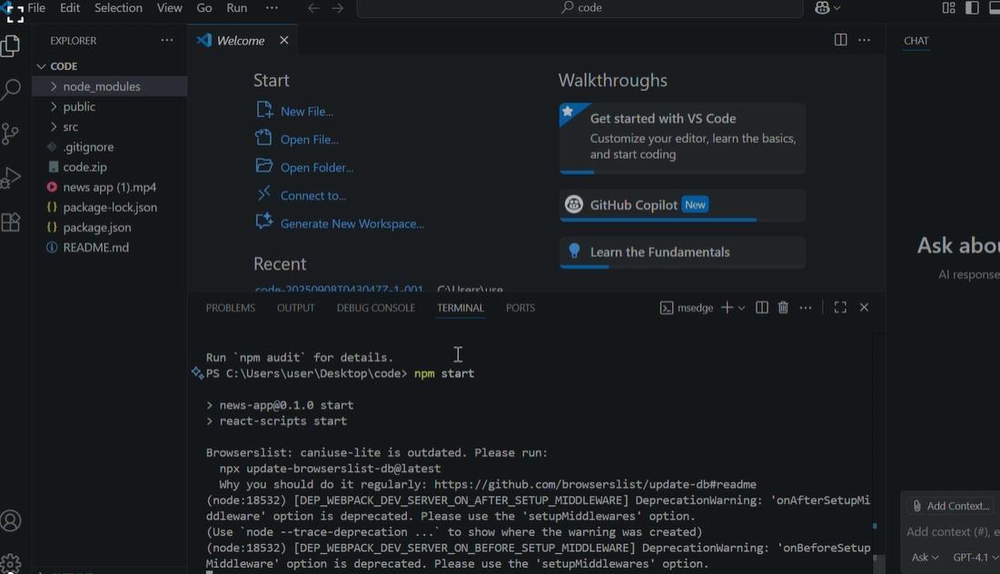 File Edit Selection View Go Run ··· code
EXPLORER ···
CODE
node_modules
public
src
.gitignore
code.zip
news app (1).mp4
{} package-lock.json
{} package.json
README.md
Welcome
Start
New File...
Open File...
Open Folder...
Connect to...
Generate New Workspace...
Recent
code-20250908T043047Z-1-001 C:\Users\use...
Walkthroughs
Get started with VS Code
Customize your editor, learn the basics,
and start coding
GitHub Copilot New
Learn the Fundamentals
PROBLEMS OUTPUT DEBUG CONSOLE TERMINAL PORTS
msedge
Run `npm audit` for details.
PS C:\Users\user\Desktop\code> npm start
> news-app@0.1.0 start
> react-scripts start
Browserslist: caniuse-lite is outdated. Please run:
npx update-browserslist-db@latest
Why you should do it regularly: https://github.com/browserslist/update-db#readme
(node:18532) [DEP_WEBPACK_DEV_SERVER_ON_AFTER_SETUP_MIDDLEWARE] DeprecationWarning: 'onAfterSetupMi
ddleware' option is deprecated. Please use the 'setupMiddlewares' option.
(Use `node --trace-deprecation ...` to show where the warning was created)
(node:18532) [DEP_WEBPACK_DEV_SERVER_ON_BEFORE_SETUP_MIDDLEWARE] DeprecationWarning: 'onBeforeSetup
Middleware' option is deprecated. Please use the 'setupMiddlewares' option.
CHAT
Ask abou
AI response
Add Context...
Add context (#), e
Ask GPT-4.1